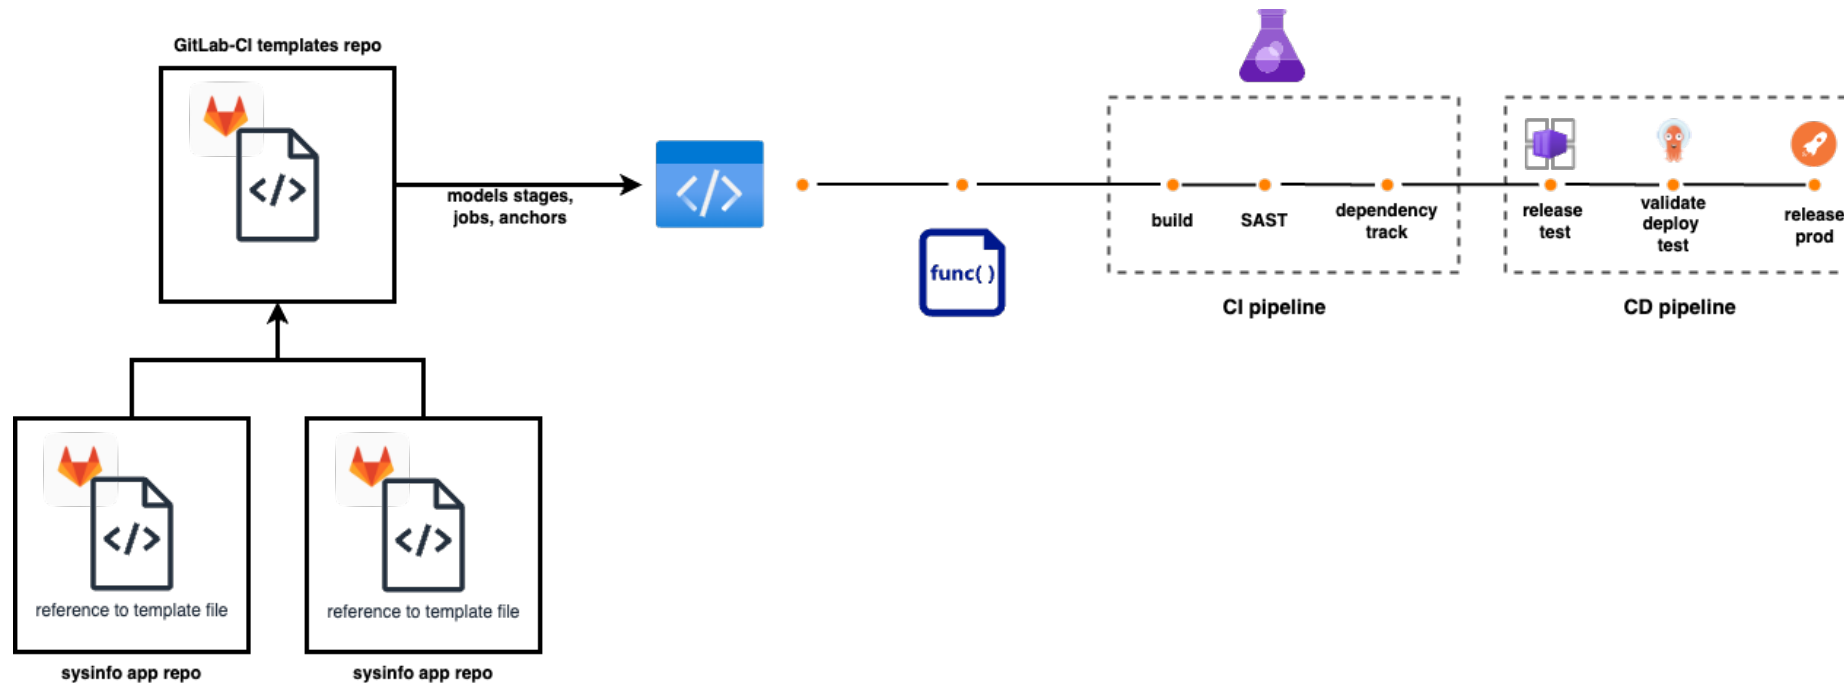 GitLab-CI templates repo
</>
models stages,
jobs, anchors
</>
func( )
build
SAST
dependency
track
CI pipeline
release
test
validate
deploy
test
release
prod
CD pipeline
</>
reference to template file
sysinfo app repo
</>
reference to template file
sysinfo app repo